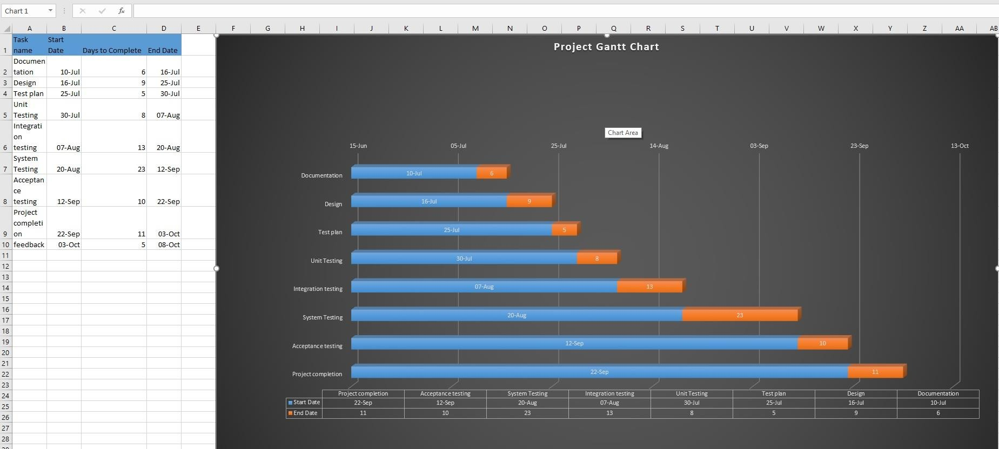 Chart 1
fx
A B C D E F G H I J K L M N O P Q R S T U V W X Y Z AA AB
Task Start
1 name Date Days to Complete End Date
Documen
2 tation 10-Jul 6 16-Jul
3 Design 16-Jul 9 25-Jul
4 Test plan 25-Jul 5 30-Jul
Unit
5 Testing 30-Jul 8 07-Aug
Integrati
on
6 testing 07-Aug 13 20-Aug
System
7 Testing 20-Aug 23 12-Sep
Acceptan
ce
8 testing 12-Sep 10 22-Sep
Project
completi
9 on 22-Sep 11 03-Oct
10 feedback 03-Oct 5 08-Oct
11
12
13
14
15
16
17
18
19
20
21
22
23
24
25
26
27
28
Project Gantt Chart
Chart Area
15-Jun 05-Jul 25-Jul 14-Aug 03-Sep 23-Sep 13-Oct
Documentation 10-Jul 6
Design 16-Jul 9
Test plan 25-Jul 5
Unit Testing 30-Jul 8
Integration testing 07-Aug 13
System Testing 20-Aug 23
Acceptance testing 12-Sep 10
Project completion 22-Sep 11
Project completion Acceptance testing System Testing Integration testing Unit Testing Test plan Design Documentation
Start Date 22-Sep 12-Sep 20-Aug 07-Aug 30-Jul 25-Jul 16-Jul 10-Jul
End Date 11 10 23 13 8 5 9 6